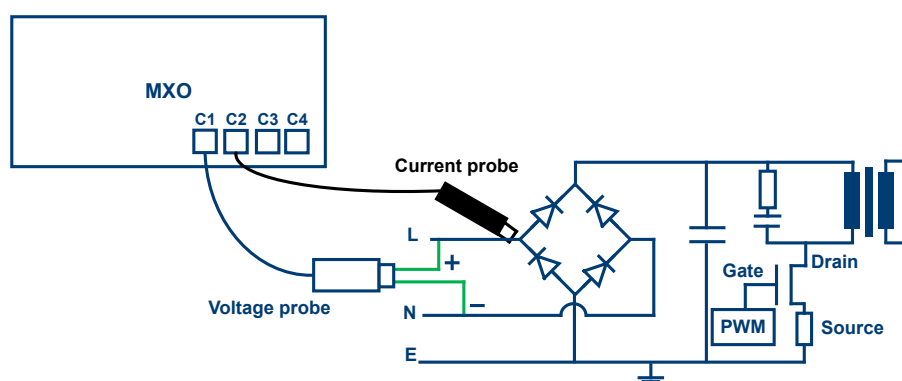 MXO
C1 C2 C3 C4
Current probe
L
+
Voltage probe
−
N
Gate
Drain
PWM
Source
E